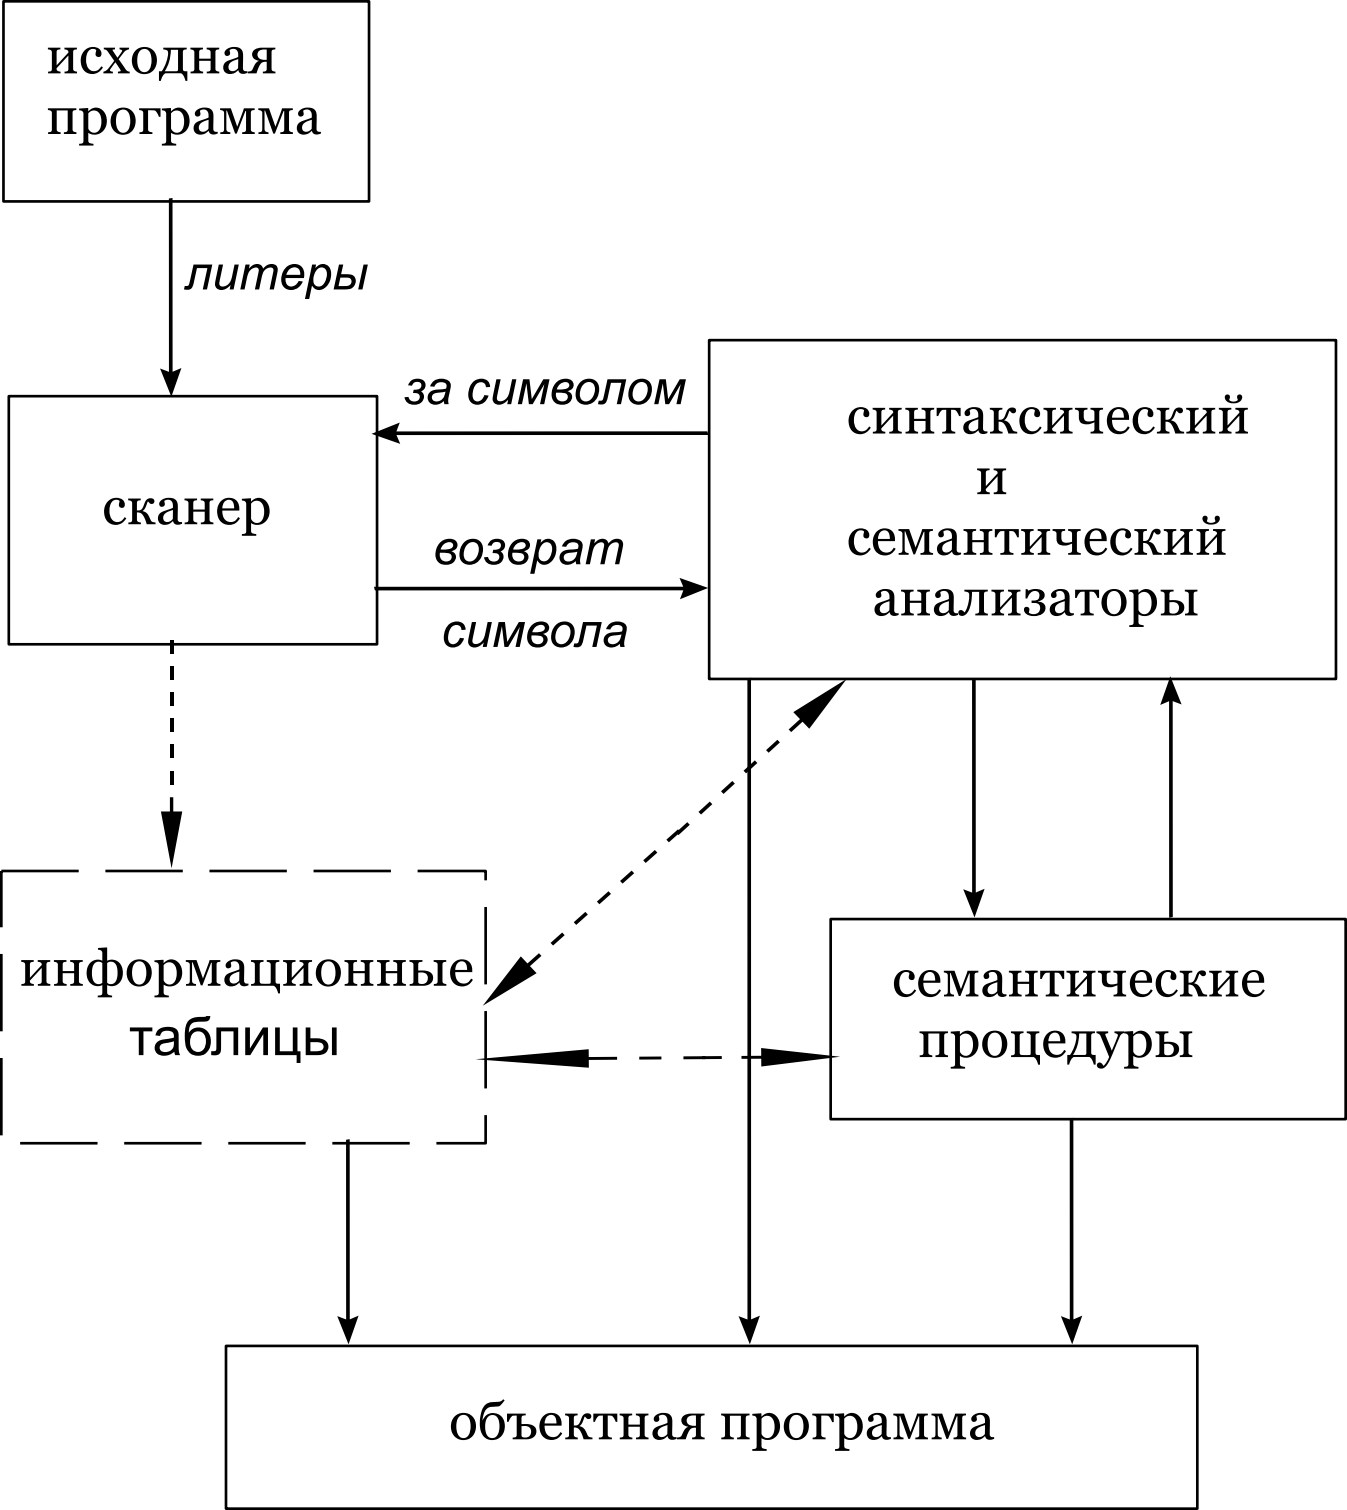 исходная
программа
литеры
за символом
синтаксический
и
семантический
анализаторы
сканер
возврат
символа
информационные
таблицы
семантические
процедуры
объектная программа